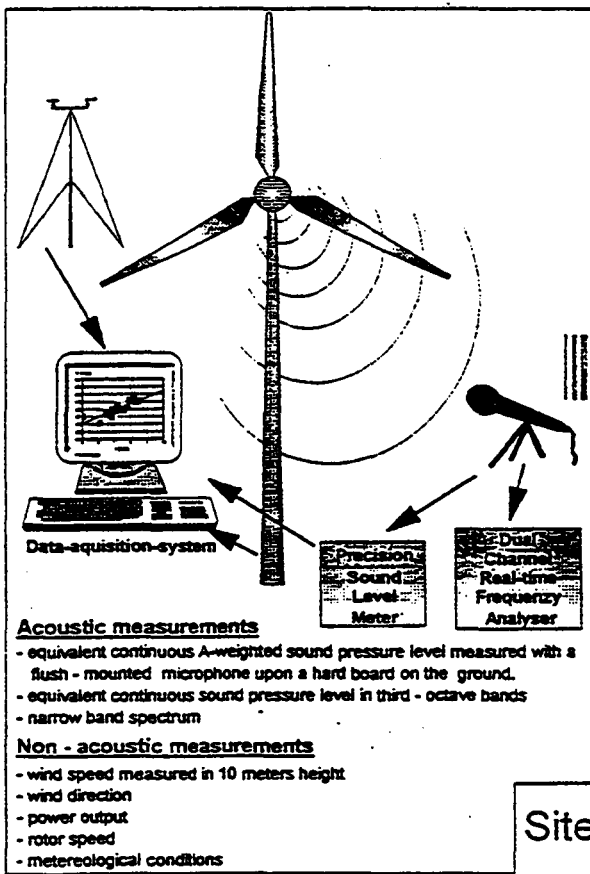 Data-aquisition-system
Precision
Sound
Level
Meter
Dual
Channel
Real-time
Frequenzy
Analyser
Acoustic measurements
- equivalent continuous A-weighted sound pressure level measured with a
flush - mounted microphone upon a hard board on the ground.
- equivalent continuous sound pressure level in third - octave bands
- narrow band spectrum
Non - acoustic measurements
- wind speed measured in 10 meters height
- wind direction
- power output
- rotor speed
- metereological conditions
Site